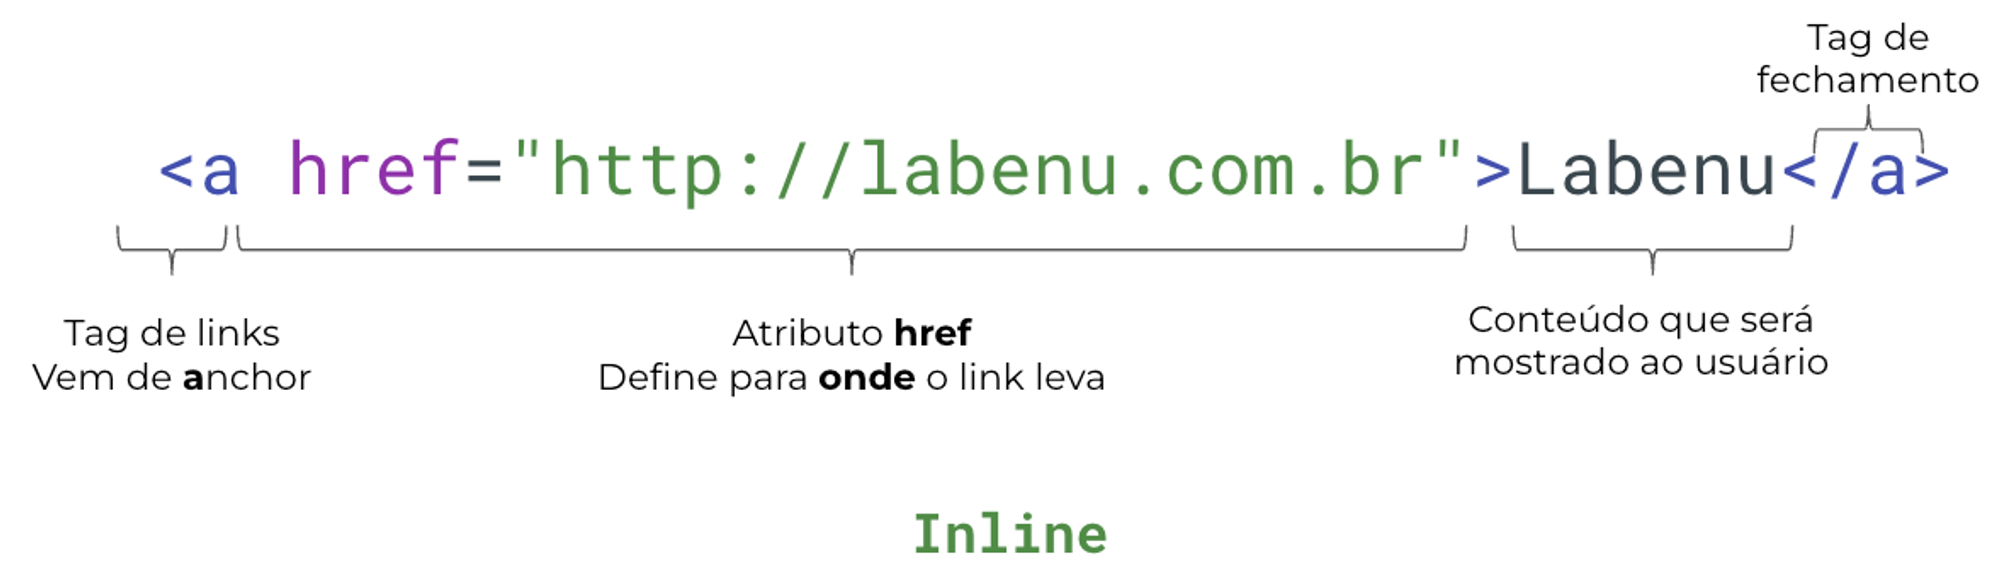 Tag de
fechamento
<a href="http://labenu.com.br">Labenu</a>
Tag de links
Vem de anchor
Atributo href
Define para onde o link leva
Conteúdo que será
mostrado ao usuário
Inline